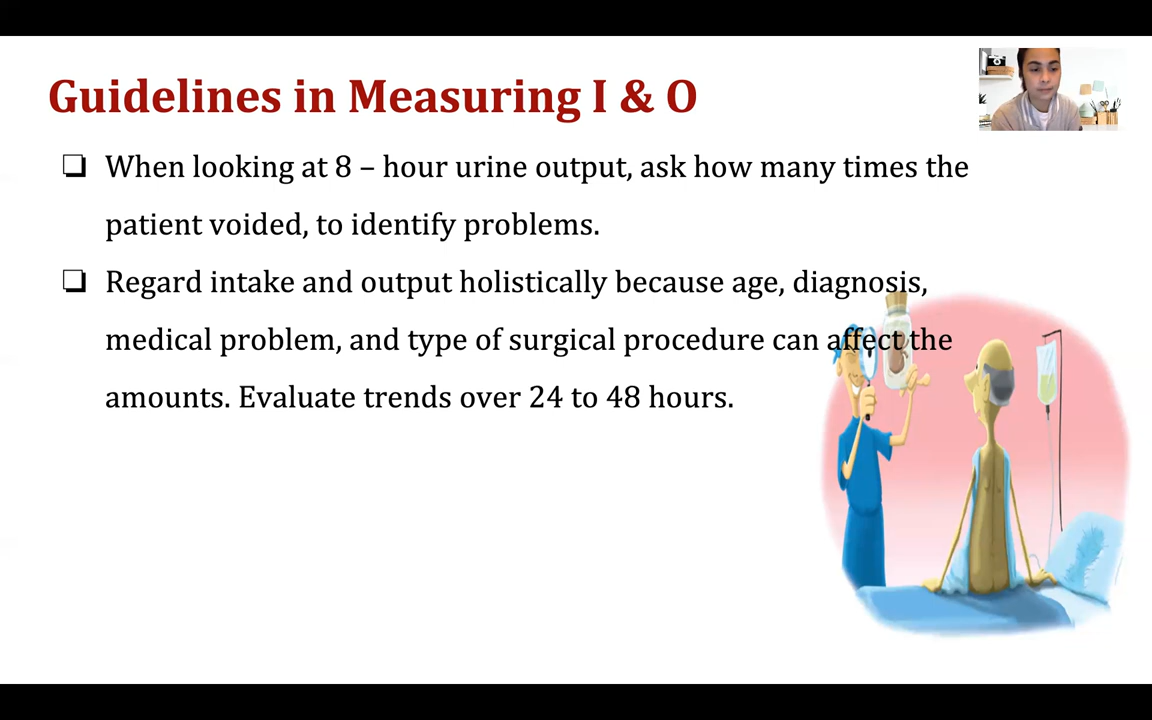 Guidelines in Measuring I & O
❑ When looking at 8 – hour urine output, ask how many times the
patient voided, to identify problems.
❑ Regard intake and output holistically because age, diagnosis,
medical problem, and type of surgical procedure can affect the
amounts. Evaluate trends over 24 to 48 hours.